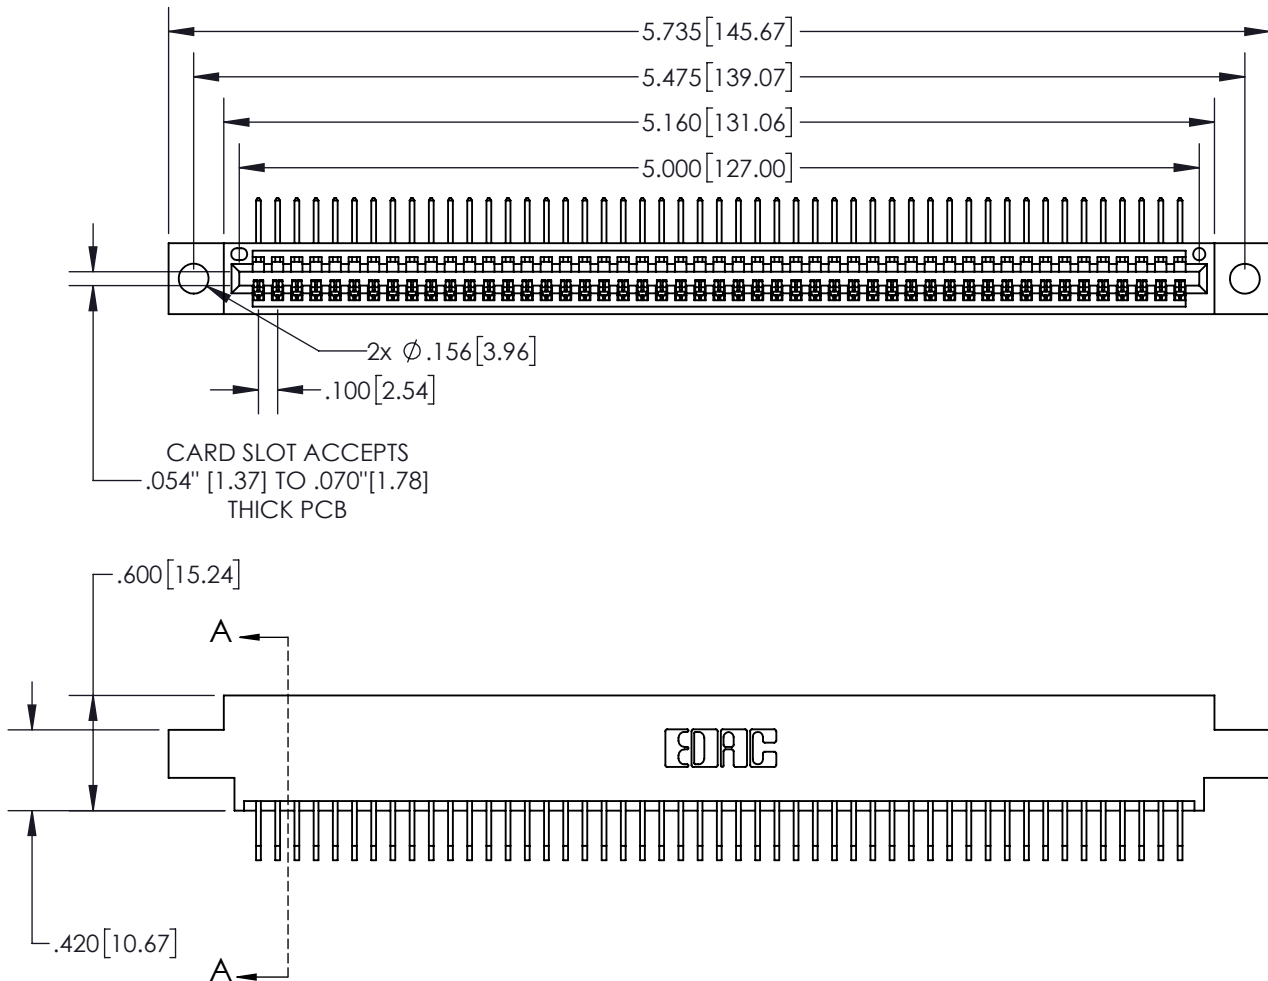 5.735[145.67]
5.475[139.07]
5.160[131.06]
5.000[127.00]
2x Ø.156[3.96]
.100[2.54]
CARD SLOT ACCEPTS
.054" [1.37] TO .070"[1.78]
THICK PCB
.600[15.24]
A
EDAC
.420[10.67]
A